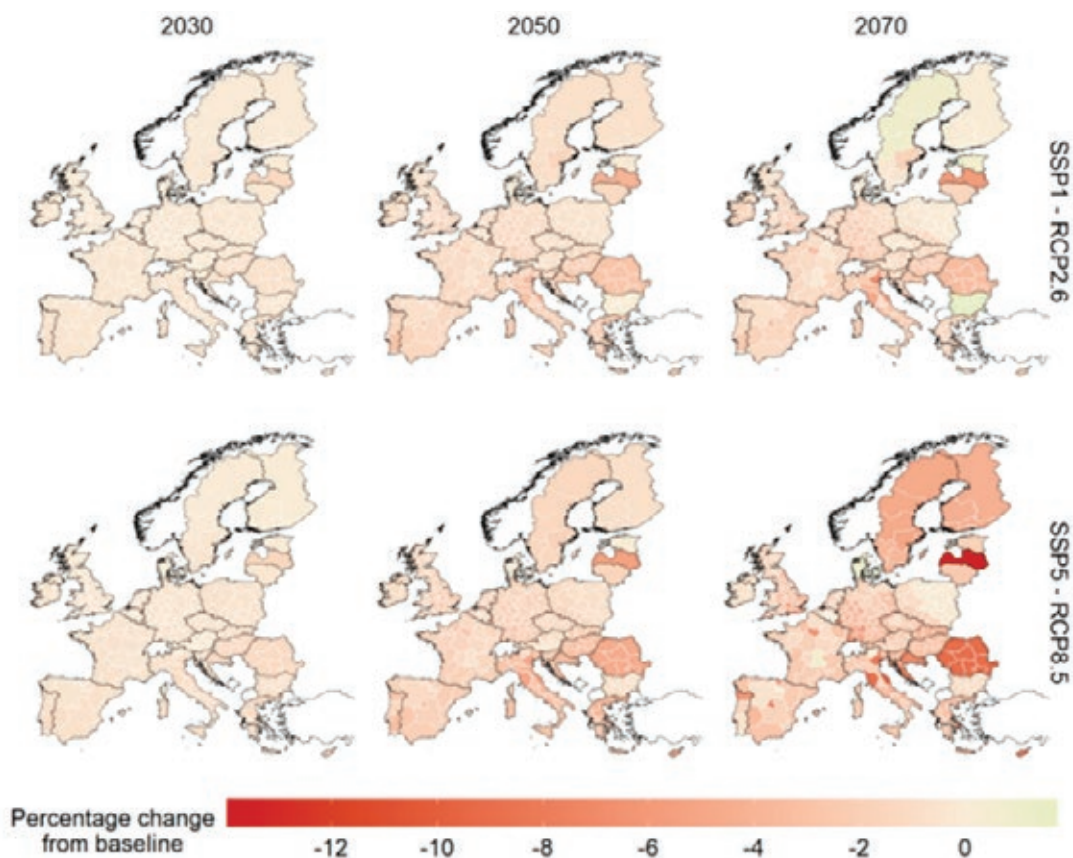 2030 2050 2070
SSP1 - RCP2.6
SSP5 - RCP8.5
Percentage change
from baseline
-12 -10 -8 -6 -4 -2 0